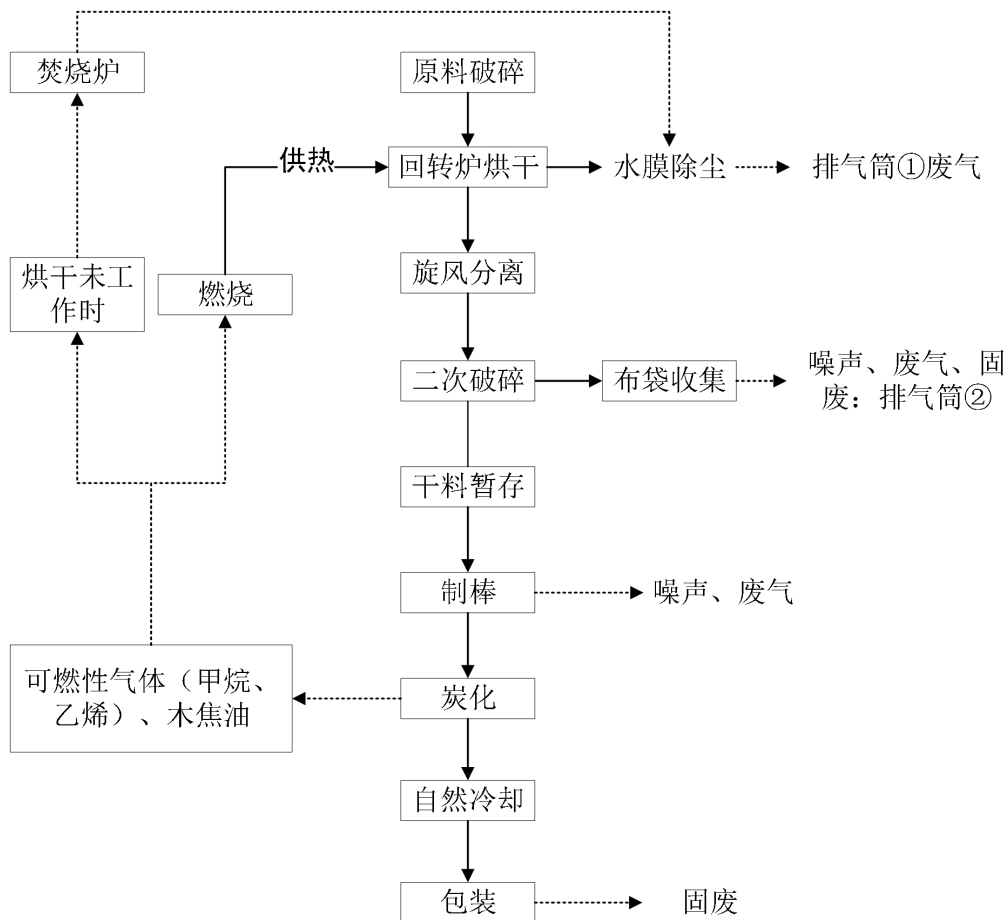 焚烧炉
原料破碎
供热
回转炉烘干
水膜除尘
排气筒①废气
烘干未工
作时
燃烧
旋风分离
二次破碎
布袋收集
噪声、废气、固
废：排气筒②
干料暂存
制棒
噪声、废气
可燃性气体（甲烷、
乙烯）、木焦油
炭化
自然冷却
包装
固废